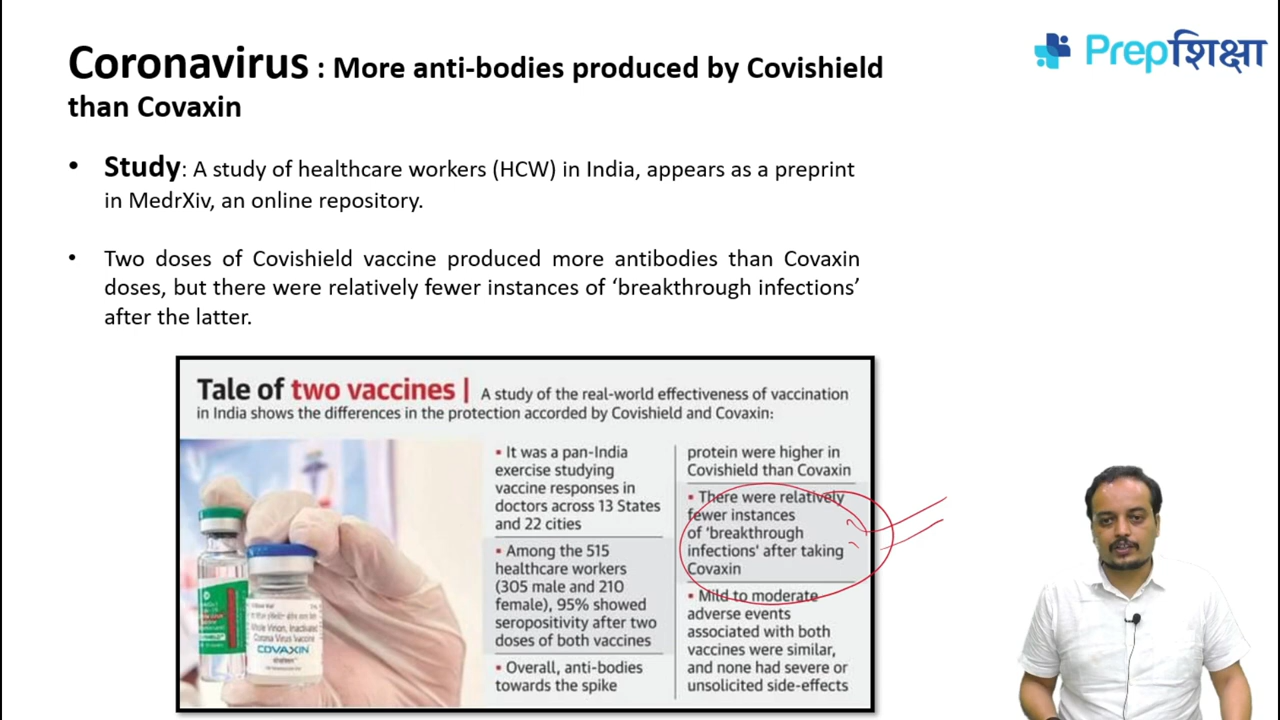 Coronavirus : More anti-bodies produced by Covishield
than Covaxin
Prepशिक्षा
• Study: A study of healthcare workers (HCW) in India, appears as a preprint
in MedrXiv, an online repository.
• Two doses of Covishield vaccine produced more antibodies than Covaxin
doses, but there were relatively fewer instances of ‘breakthrough infections’
after the latter.
Tale of two vaccines | A study of the real-world effectiveness of vaccination
in India shows the differences in the protection accorded by Covishield and Covaxin:
▪ It was a pan-India
exercise studying
vaccine responses in
doctors across 13 States
and 22 cities
▪ Among the 515
healthcare workers
(305 male and 210
female), 95% showed
seropositivity after two
doses of both vaccines
▪ Overall, anti-bodies
towards the spike
protein were higher in
Covishield than Covaxin
▪ There were relatively
fewer instances
of 'breakthrough
infections' after taking
Covaxin
▪ Mild to moderate
adverse events
associated with both
vaccines were similar,
and none had severe or
unsolicited side-effects
Whole Virion, Inactivated
Corona Virus Vaccine
COVAXIN